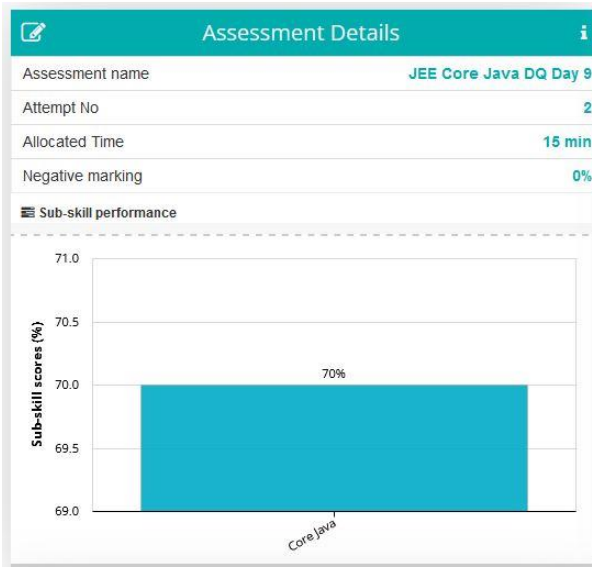 Assessment Details
Assessment name JEE Core Java DQ Day 9
Attempt No 2
Allocated Time 15 min
Negative marking 0%
Sub-skill performance
71.0
70.5
70.0
69.5
69.0
Sub-skill scores (%)
70%
Core Java